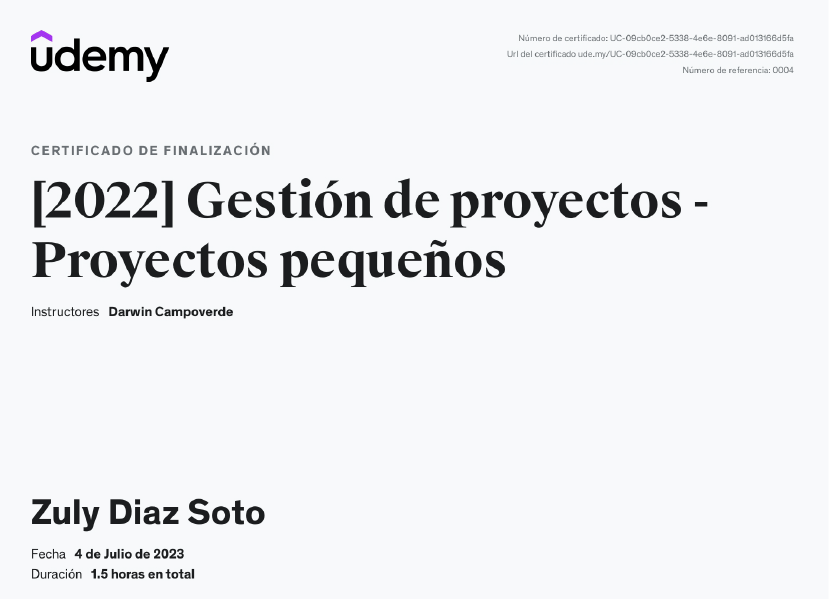 udemy
Número de certificado: UC-09cb0ce2-5338-4e6e-8091-ad013166d5fa
Url del certificado ude.my/UC-09cb0ce2-5338-4e6e-8091-ad013166d5fa
Número de referencia: 0004
CERTIFICADO DE FINALIZACIÓN
[2022] Gestión de proyectos -
Proyectos pequeños
Instructores Darwin Campoverde
Zuly Diaz Soto
Fecha 4 de Julio de 2023
Duración 1.5 horas en total